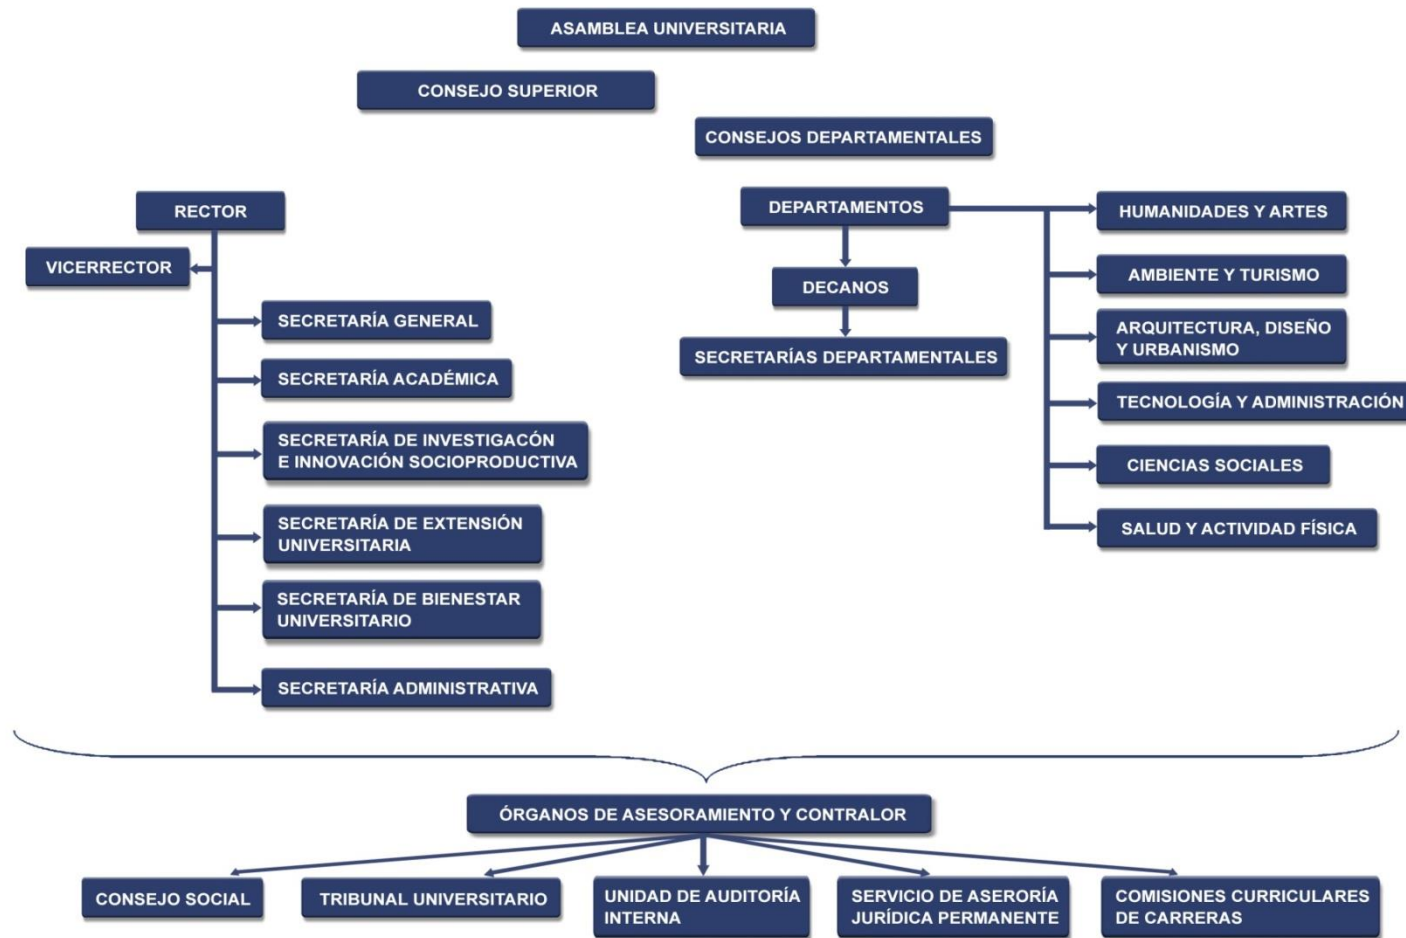 ASAMBLEA UNIVERSITARIA
CONSEJO SUPERIOR
CONSEJOS DEPARTAMENTALES
RECTOR
VICERRECTOR
SECRETARÍA GENERAL
SECRETARÍA ACADÉMICA
SECRETARÍA DE INVESTIGACÓN
E INNOVACIÓN SOCIOPRODUCTIVA
SECRETARÍA DE EXTENSIÓN
UNIVERSITARIA
SECRETARÍA DE BIENESTAR
UNIVERSITARIO
SECRETARÍA ADMINISTRATIVA
DEPARTAMENTOS
DECANOS
SECRETARÍAS DEPARTAMENTALES
HUMANIDADES Y ARTES
AMBIENTE Y TURISMO
ARQUITECTURA, DISEÑO
Y URBANISMO
TECNOLOGÍA Y ADMINISTRACIÓN
CIENCIAS SOCIALES
SALUD Y ACTIVIDAD FÍSICA
ÓRGANOS DE ASESORAMIENTO Y CONTRALOR
CONSEJO SOCIAL
TRIBUNAL UNIVERSITARIO
UNIDAD DE AUDITORÍA
INTERNA
SERVICIO DE ASERORÍA
JURÍDICA PERMANENTE
COMISIONES CURRICULARES
DE CARRERAS